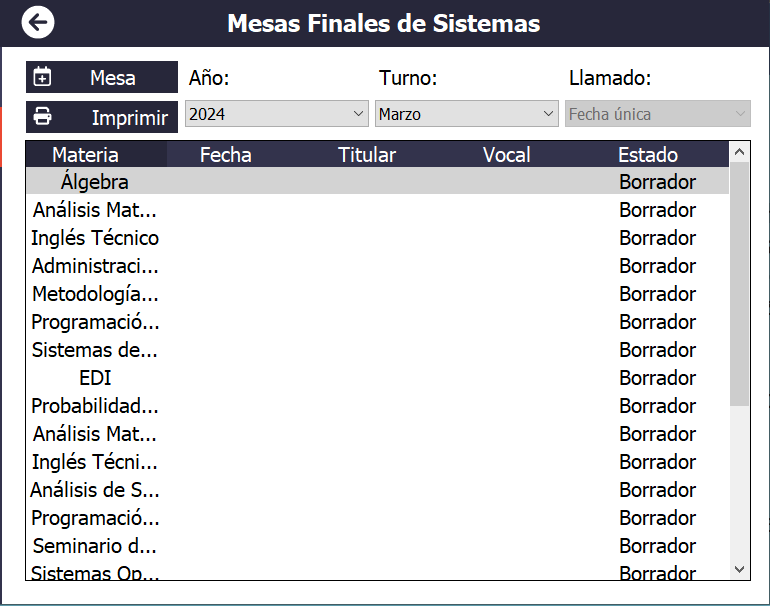 Mesas Finales de Sistemas
Mesa Año: Turno: Llamado:
Imprimir 2024 Marzo Fecha única
Materia Fecha Titular Vocal Estado
Álgebra Borrador
Análisis Mat... Borrador
Inglés Técnico Borrador
Administraci... Borrador
Metodología... Borrador
Programació... Borrador
Sistemas de... Borrador
EDI Borrador
Probabilidad... Borrador
Análisis Mat... Borrador
Inglés Técni... Borrador
Análisis de S... Borrador
Programació... Borrador
Seminario d... Borrador
Sistemas Op... Borrador